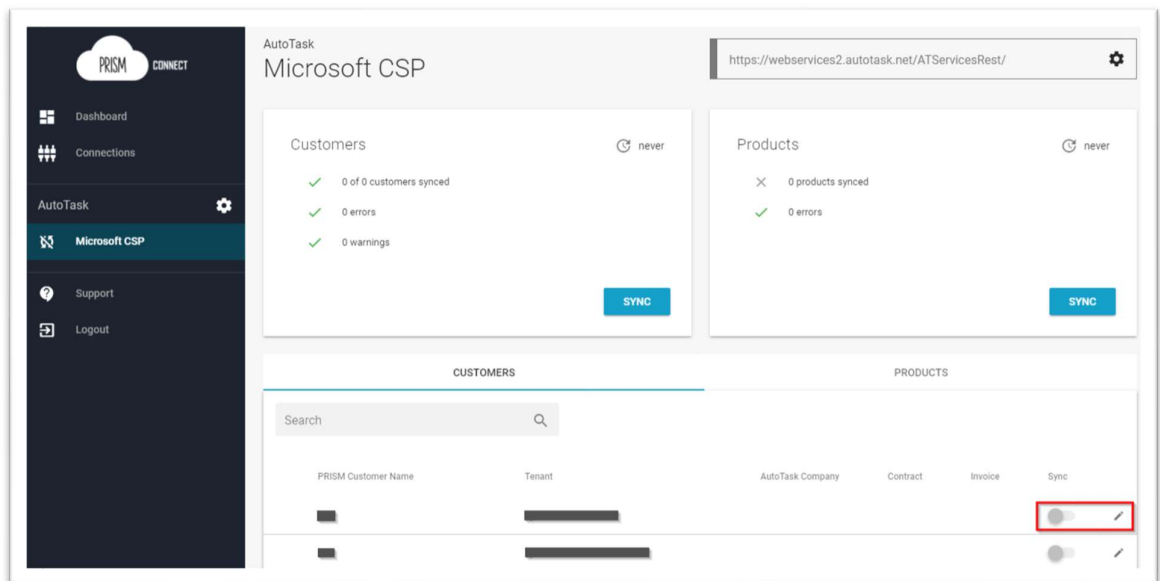 PRISM CONNECT
Dashboard
Connections
AutoTask
Microsoft CSP
Support
Logout
AutoTask
Microsoft CSP
https://webservices2.autotask.net/ATServicesRest/
Customers
never
0 of 0 customers synced
0 errors
0 warnings
SYNC
Products
never
0 products synced
0 errors
SYNC
CUSTOMERS
PRODUCTS
Search
PRISM Customer Name Tenant AutoTask Company Contract Invoice Sync